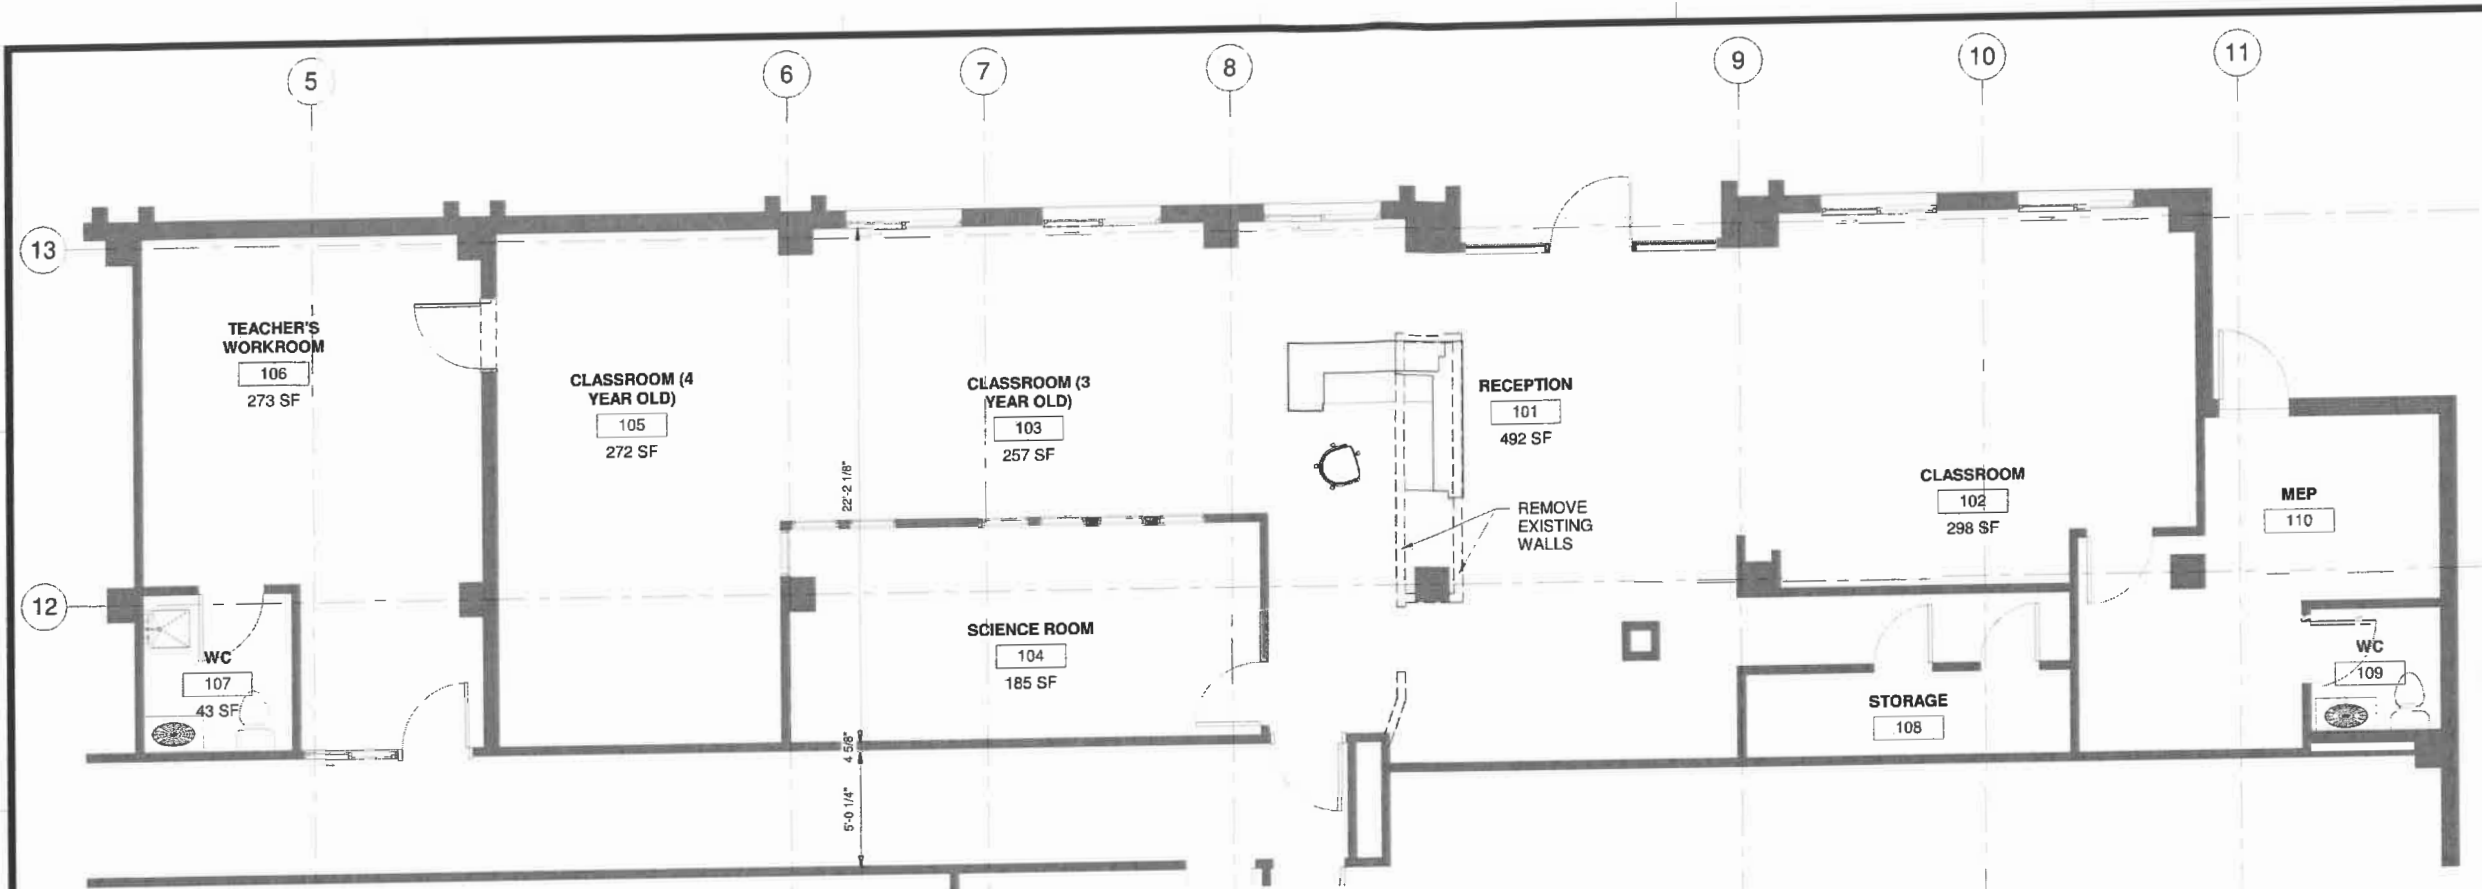 5
6
7
8
9
10
11
13
12
TEACHER'S
WORKROOM
106
273 SF
CLASSROOM (4
YEAR OLD)
105
272 SF
CLASSROOM (3
YEAR OLD)
103
257 SF
RECEPTION
101
492 SF
REMOVE
EXISTING
WALLS
CLASSROOM
102
298 SF
MEP
110
22'-2 1/8"
SCIENCE ROOM
104
185 SF
WC
107
43 SF
WC
109
STORAGE
108
4 5/8"
5'-0 1/4"